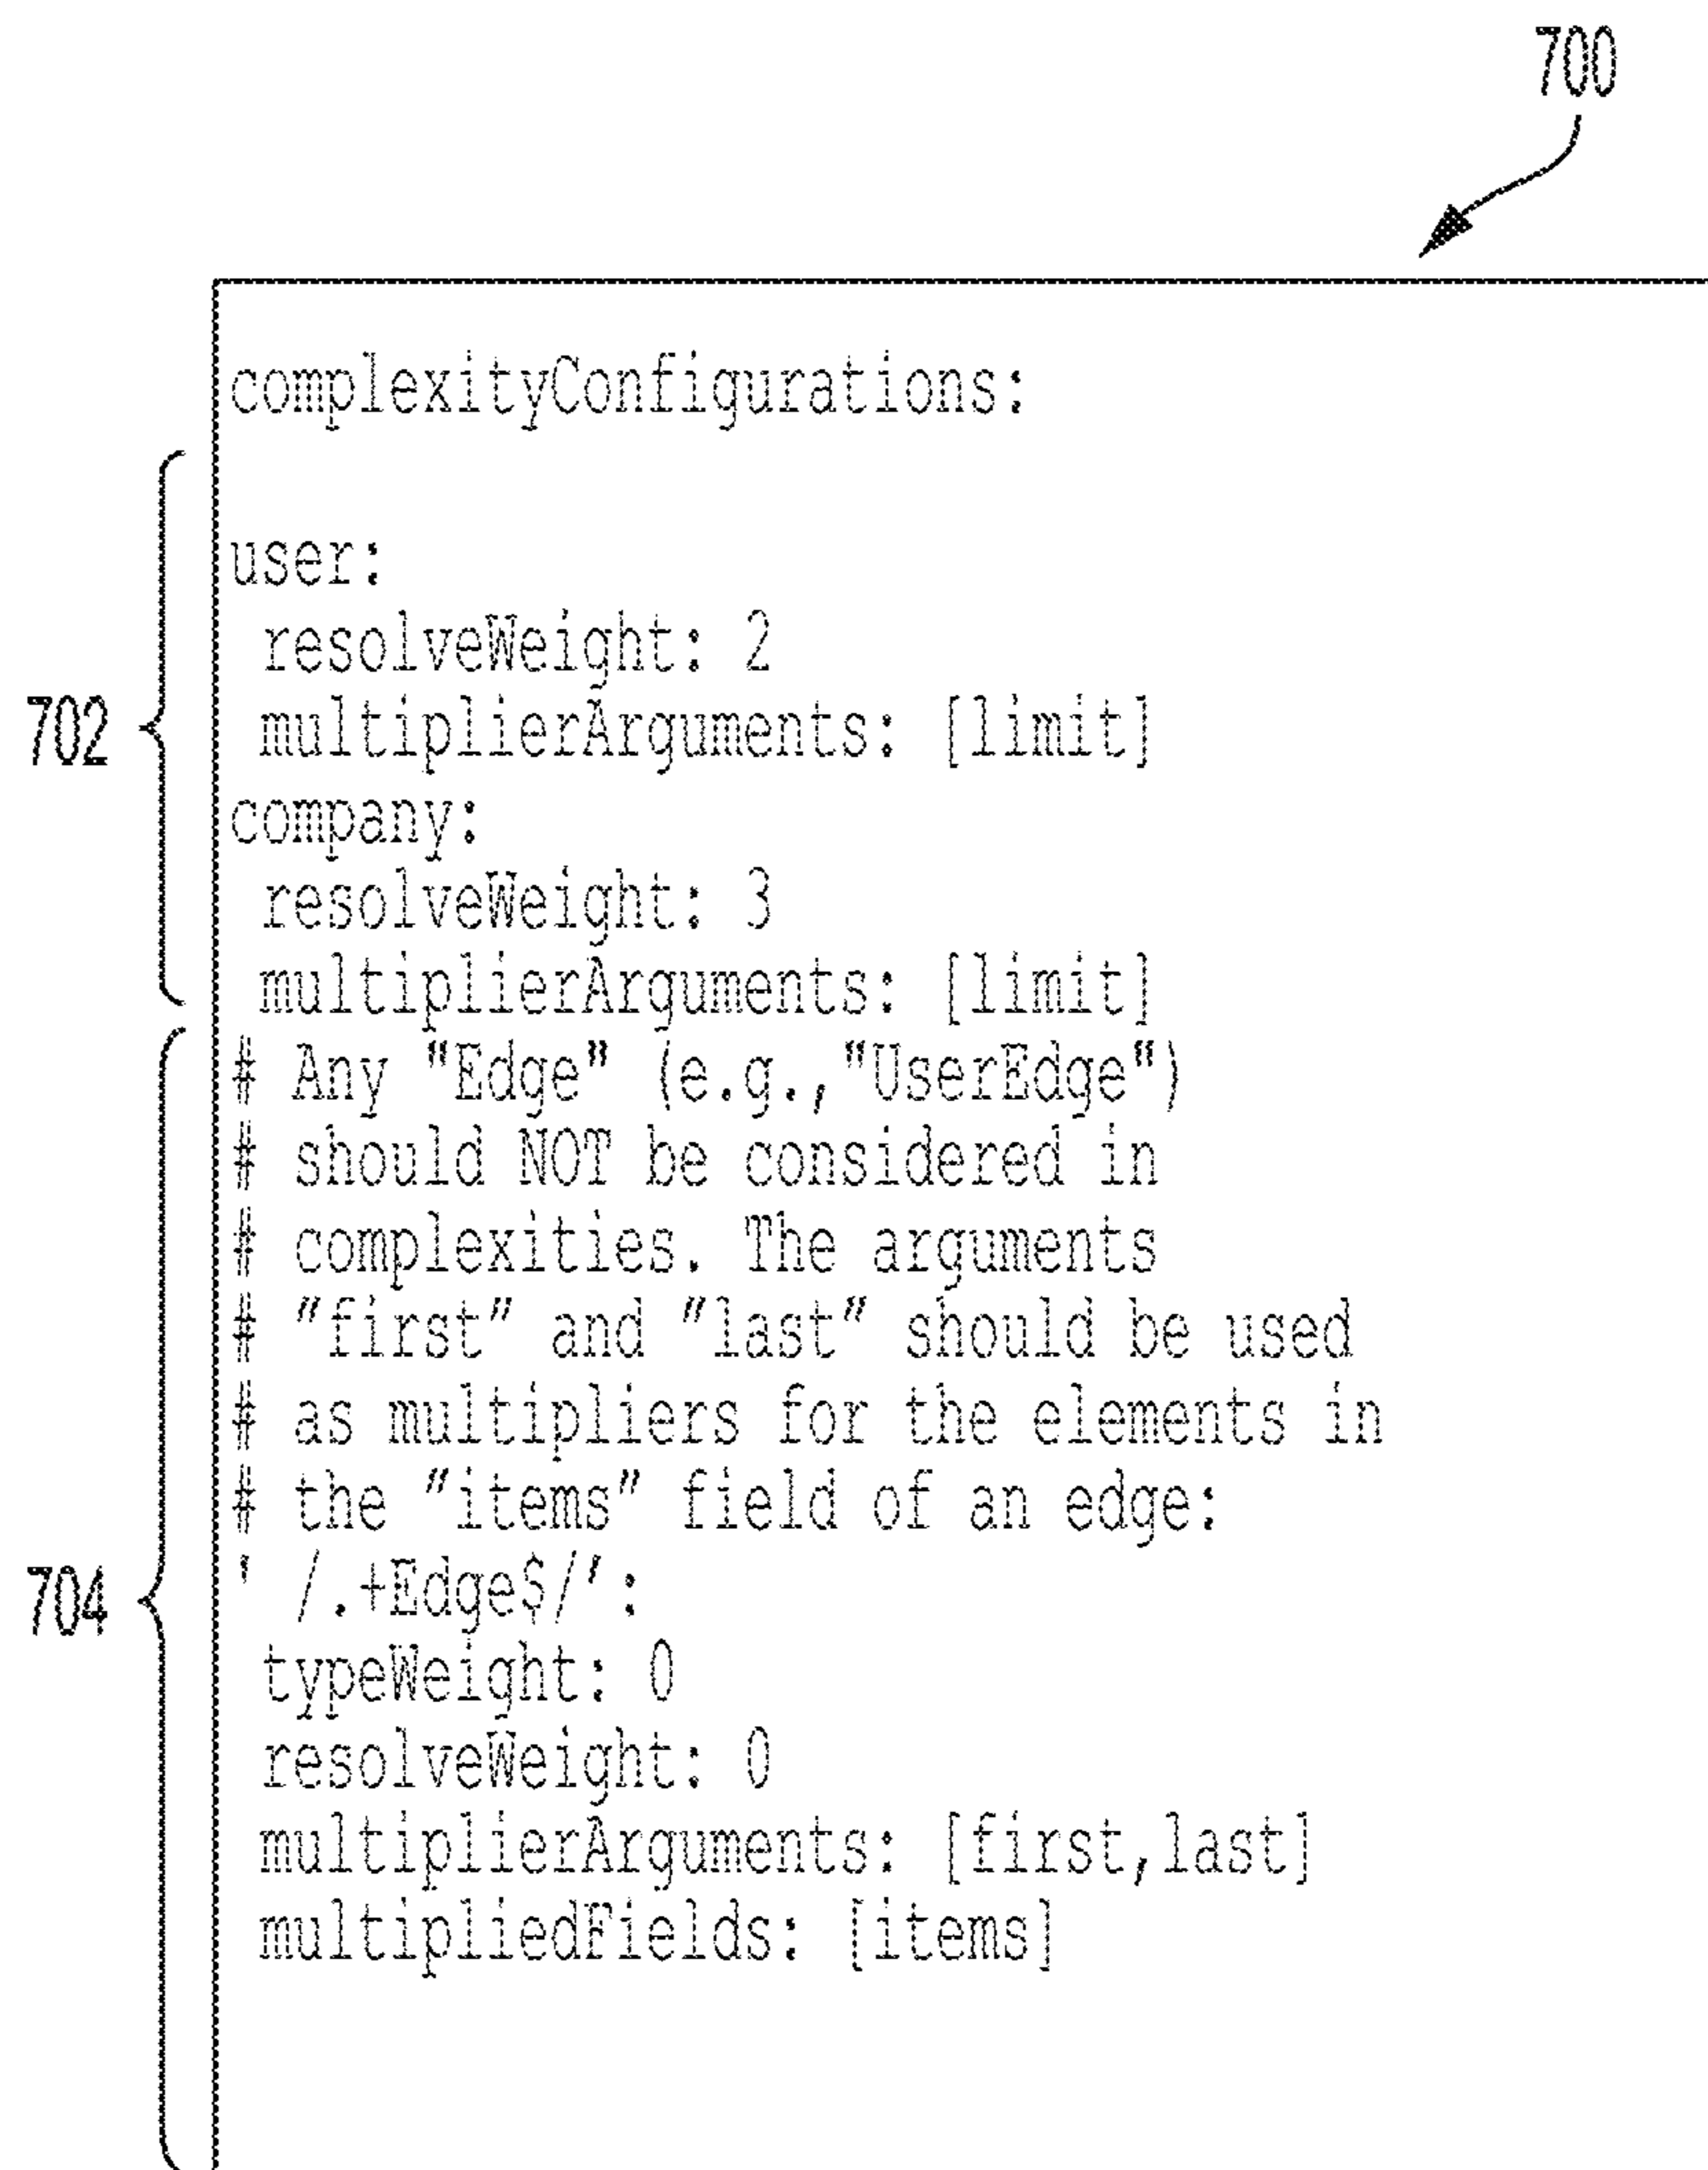 700
complexityConfigurations:
user:
resolveWeight: 2
multiplierArguments: [limit]
702
company:
resolveWeight: 3
multiplierArguments: [limit]
# Any "Edge" (e.g.,"UserEdge")
# should NOT be considered in
# complexities. The arguments
# "first" and "last" should be used
# as multipliers for the elements in
# the "items" field of an edge:
704
' /.+Edge$/':
typeWeight: 0
resolveWeight: 0
multiplierArguments: [first,last]
multipliedFields: [items]